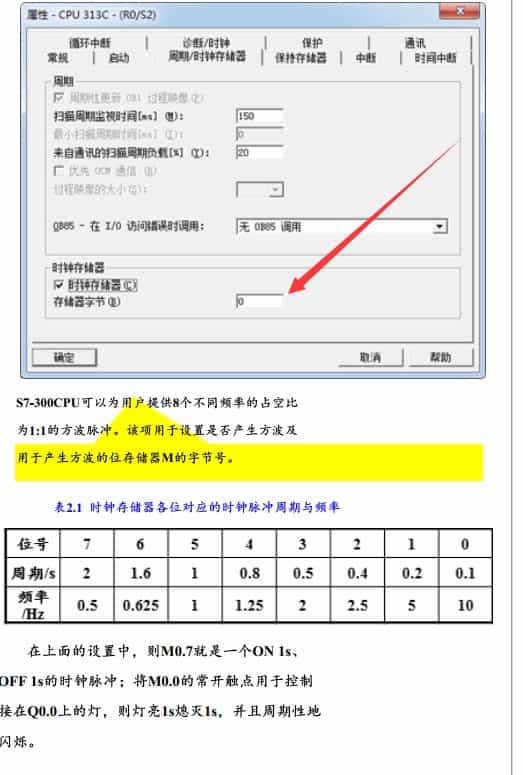 属性 - CPU 313C - (R0/S2)
循环中断 诊断/时钟 保护 通讯
常规 启动 周期/时钟存储器 保持存储器 中断 时间中断
周期
周期性更新 OB1 过程映像(P)
扫描周期监视时间[ms] (M): 150
最小扫描周期时间[ms] (I): 0
来自通讯的扫描周期负载[%] (Y): 20
优先 OCM 通信 (U)
过程映像的大小(S):
OB85 - 在 I/O 访问错误时调用: 无 OB85 调用
时钟存储器
时钟存储器(C)
存储器字节(B) 0
确定 取消 帮助
S7-300CPU可以为用户提供8个不同频率的占空比
为1:1的方波脉冲。该项用于设置是否产生方波及
用于产生方波的位存储器M的字节号。
表2.1 时钟存储器各位对应的时钟脉冲周期与频率
位号 7 6 5 4 3 2 1 0
周期/s 2 1.6 1 0.8 0.5 0.4 0.2 0.1
频率
/Hz 0.5 0.625 1 1.25 2 2.5 5 10
在上面的设置中，则M0.7就是一个ON 1s、
OFF 1s的时钟脉冲；将M0.0的常开触点用于控制
接在Q0.0上的灯，则灯亮1s熄灭1s，并且周期性地
闪烁。